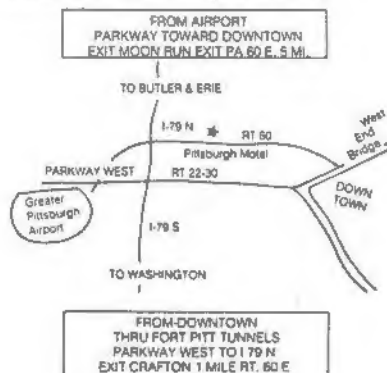 FROM AIRPORT
PARKWAY TOWARD DOWNTOWN
EXIT MOON RUN EXIT PA 60 E. 5 MI.
TO BUTLER & ERIE
I-79 N
RT 60
Pittsburgh Motel
West
End
Bridge
PARKWAY WEST
RT 22-30
DOWN
TOWN
Greater
Pittsburgh
Airport
I-79 S
TO WASHINGTON
FROM-DOWNTOWN
THRU FORT PITT TUNNELS
PARKWAY WEST TO I 79 N
EXIT CRAFTON 1 MILE RT. 60 E